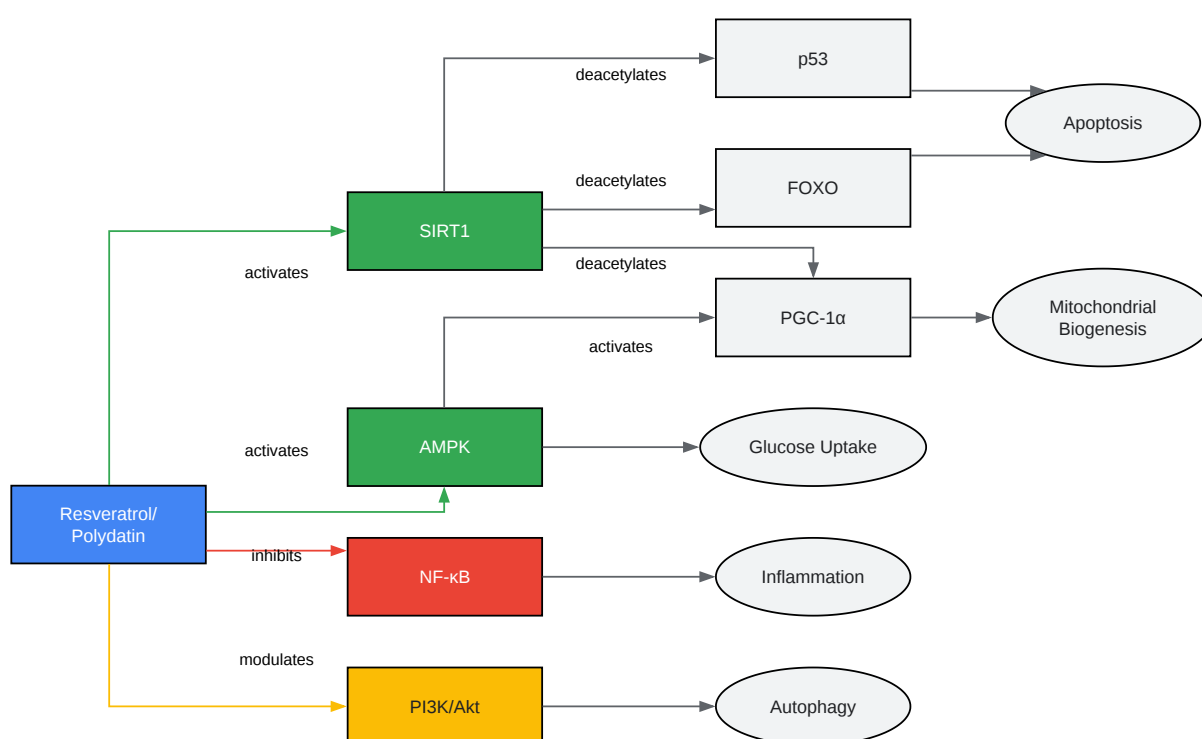 p53
deacetylates
Apoptosis
deacetylates
FOXO
SIRT1
activates
deacetylates
Mitochondrial
Biogenesis
PGC-1α
activates
activates
AMPK
Glucose Uptake
Resveratrol/
Polydatin
inhibits
NF-κB
Inflammation
modulates
PI3K/Akt
Autophagy